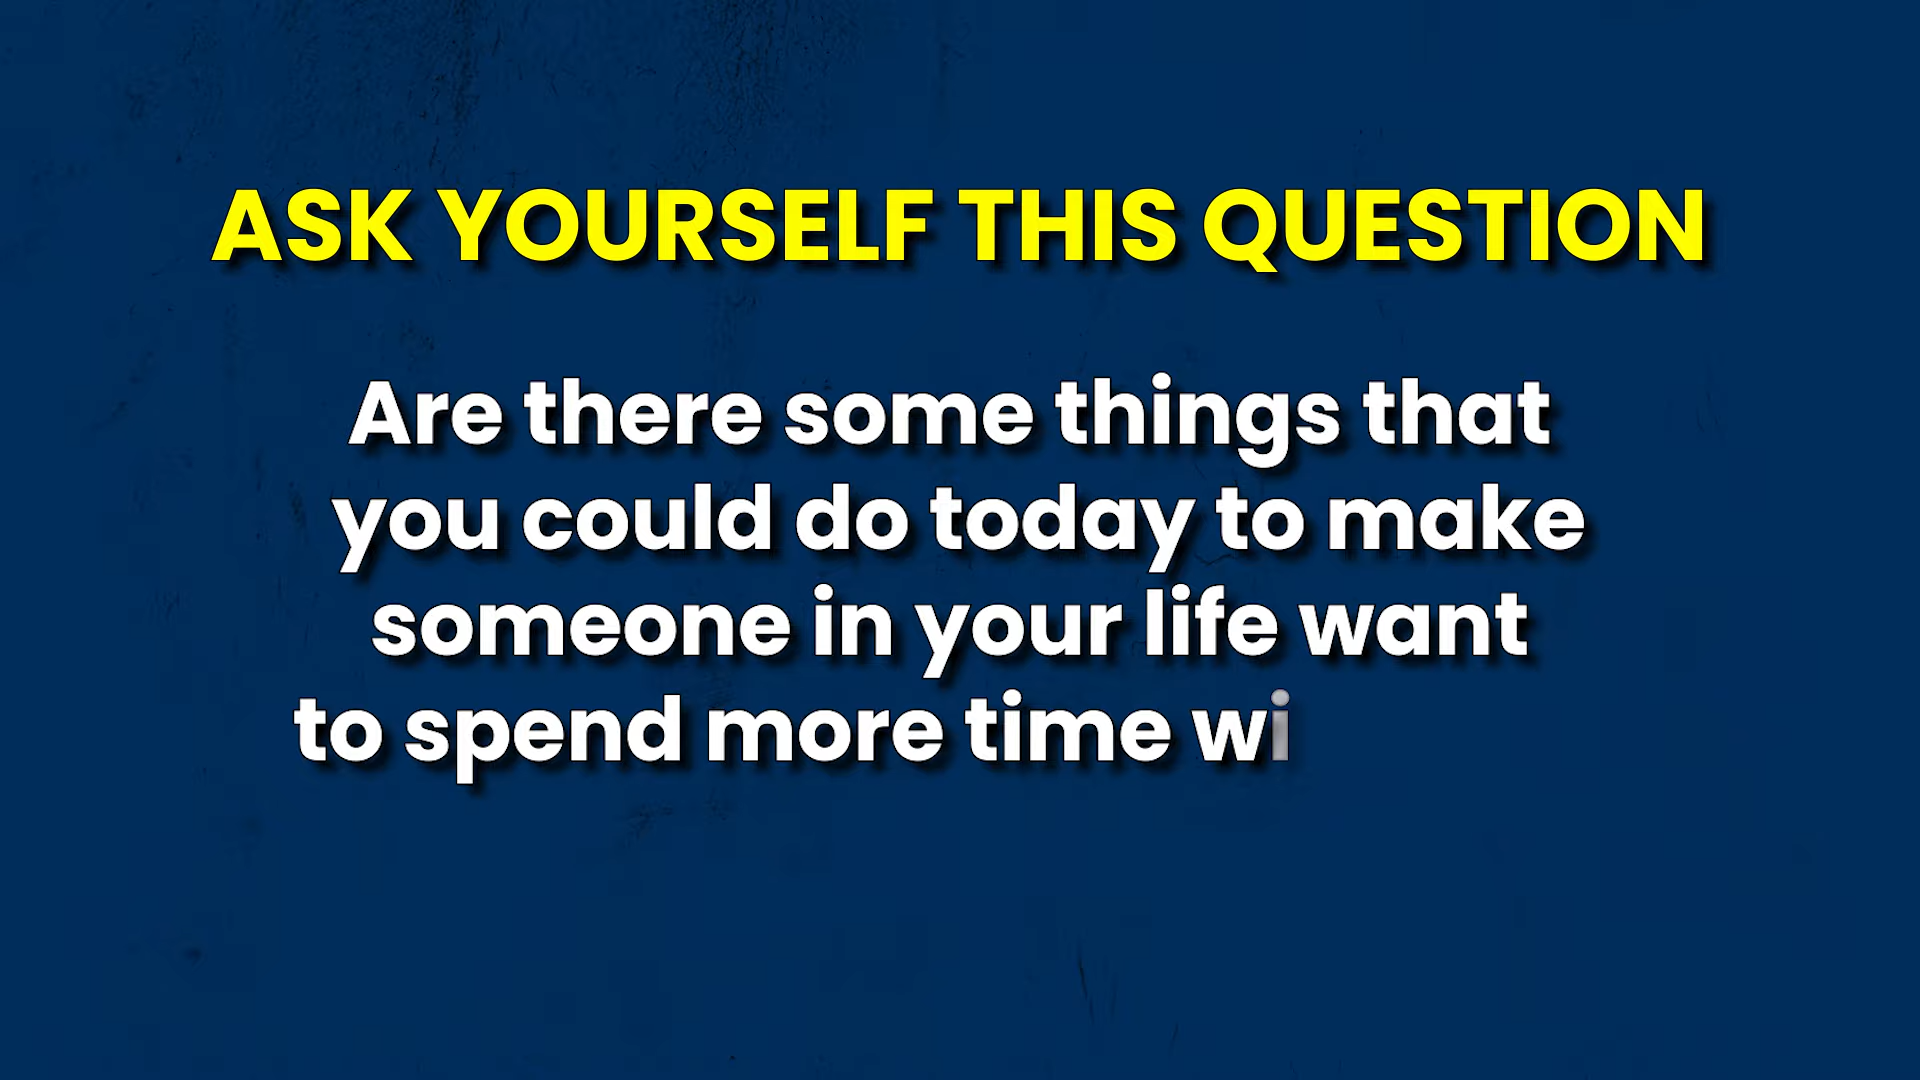 ASK YOURSELF THIS QUESTION
Are there some things that
you could do today to make
someone in your life want
to spend more time wi